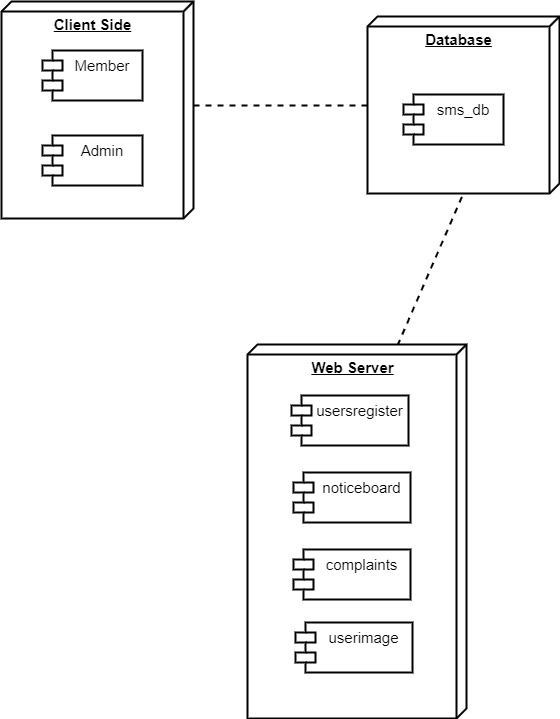 Client Side
Member
Admin
Database
sms_db
Web Server
usersregister
noticeboard
complaints
userimage